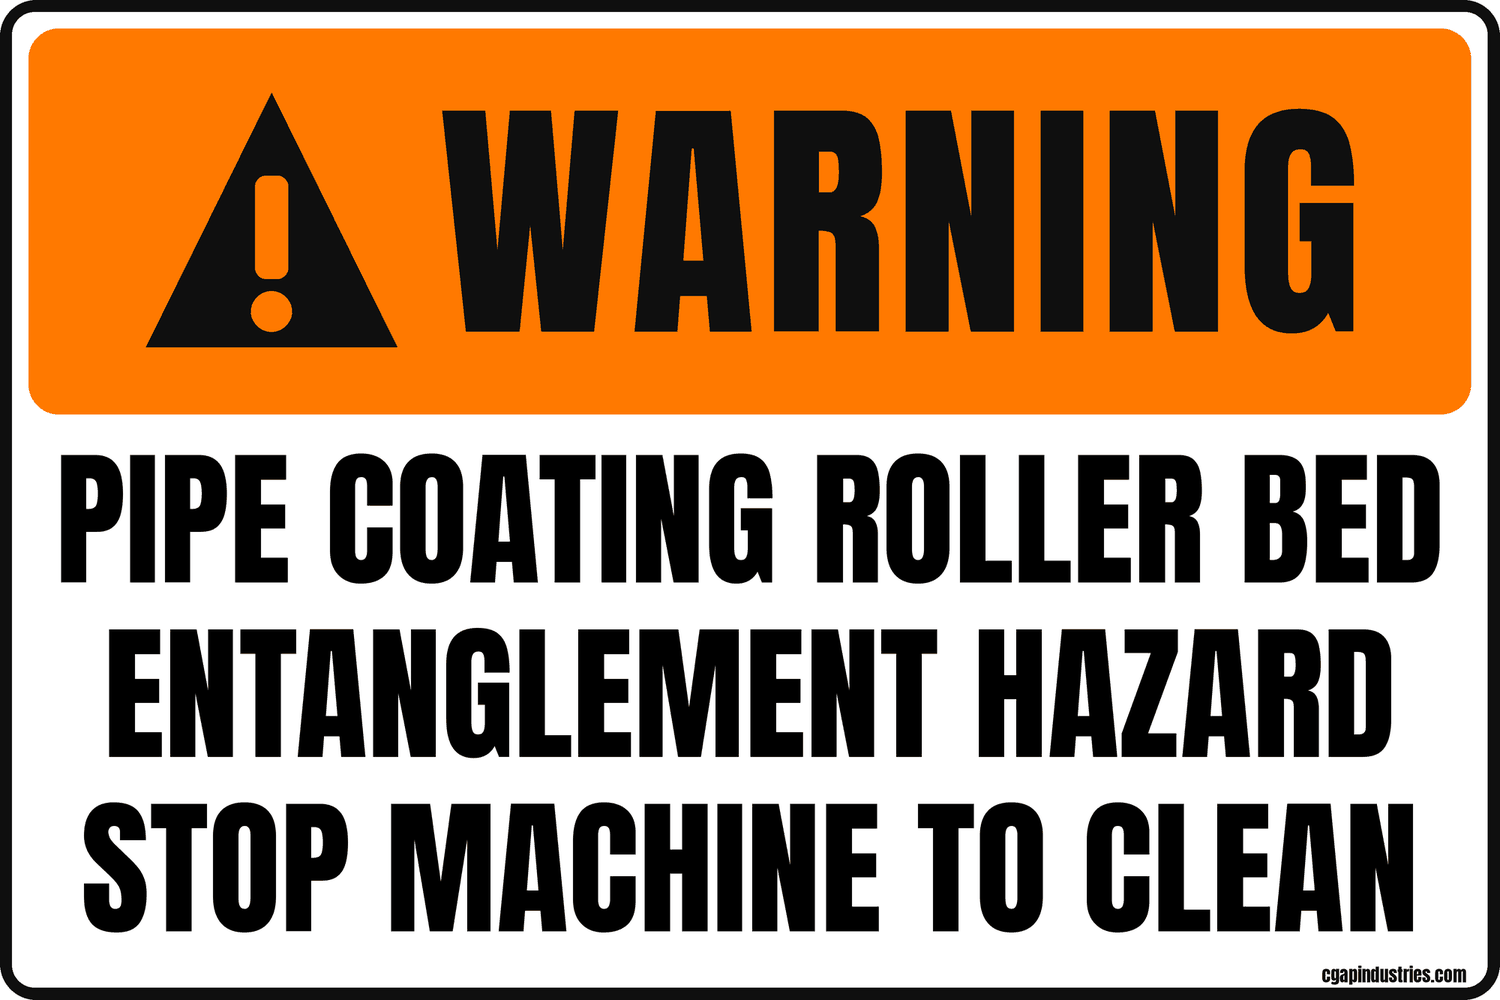 WARNING
PIPE COATING ROLLER BED
ENTANGLEMENT HAZARD
STOP MACHINE TO CLEAN
cgapindustries.com